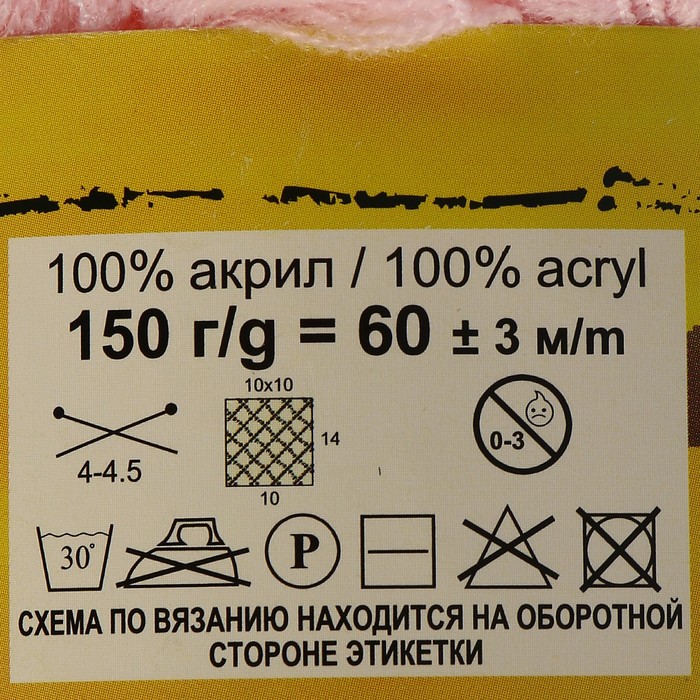 100% акрил / 100% acryl
150 г/g = 60 ± 3 м/m
10x10
14
0-3
4-4.5
10
30°
P
СХЕМА ПО ВЯЗАНИЮ НАХОДИТСЯ НА ОБОРОТНОЙ
СТОРОНЕ ЭТИКЕТКИ